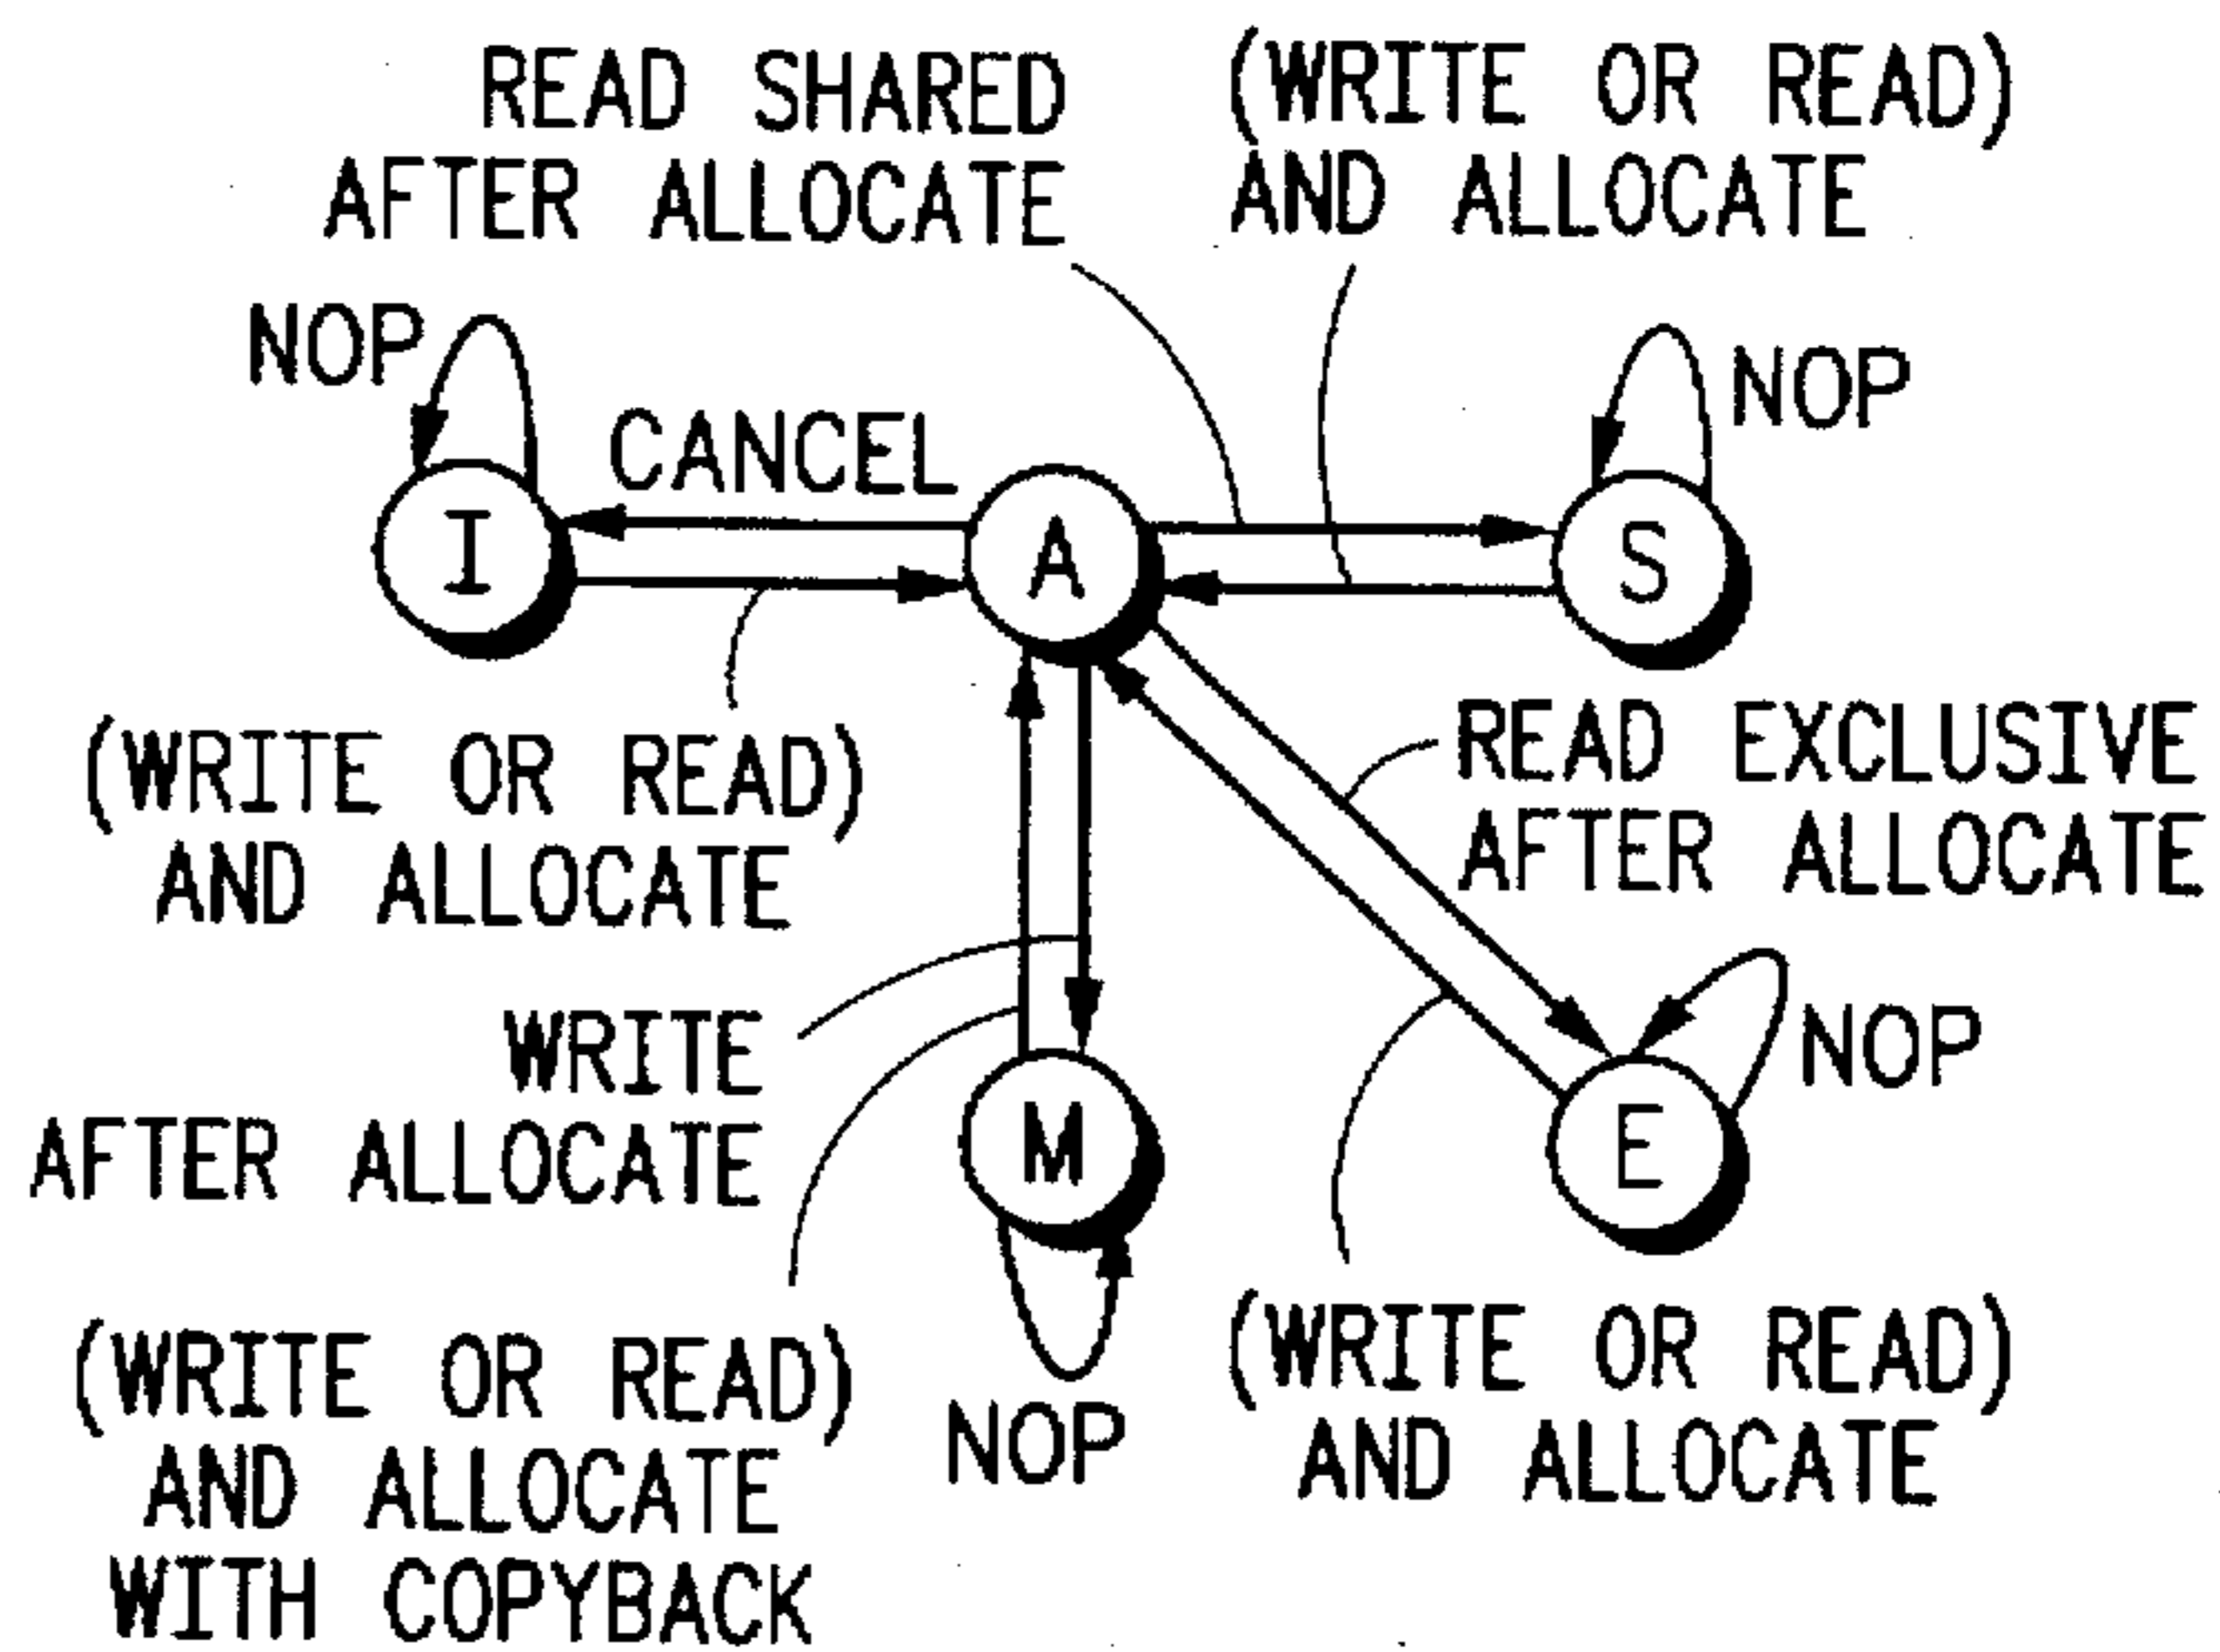 READ SHARED
AFTER ALLOCATE
(WRITE OR READ)
AND ALLOCATE
NOP
CANCEL
NOP
I
A
S
(WRITE OR READ)
AND ALLOCATE
READ EXCLUSIVE
AFTER ALLOCATE
WRITE
AFTER ALLOCATE
NOP
M
E
(WRITE OR READ)
AND ALLOCATE
WITH COPYBACK
NOP
(WRITE OR READ)
AND ALLOCATE